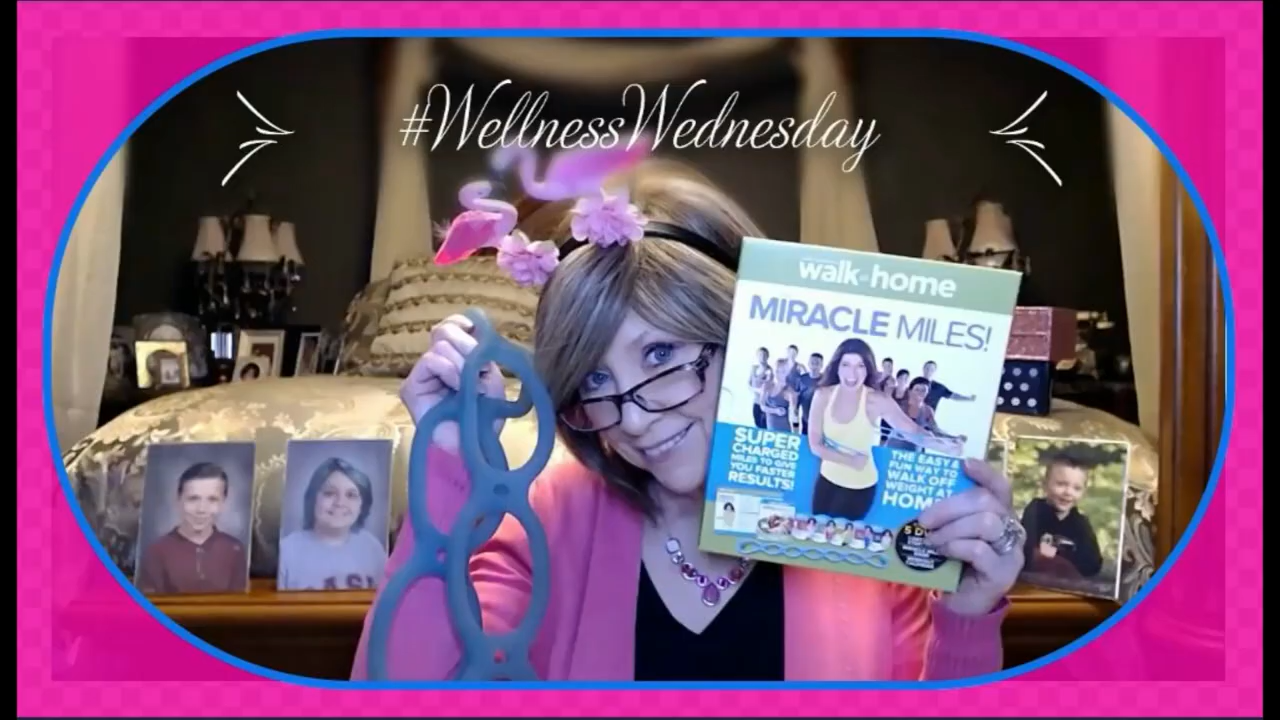 #WellnessWednesday
walk at home
MIRACLE MILES!
SUPER
CHARGED
MILES TO GIVE
YOU FASTER
RESULTS!
THE EASY &
FUN WAY TO
WALK OFF
WEIGHT AT
HOME